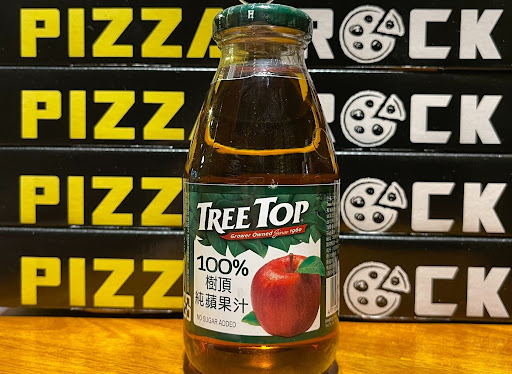 PIZZA ROCK
PIZZA ROCK
PIZZA ROCK
PIZZA ROCK
TREE TOP
Grower Owned Since 1960
100%
樹頂
純蘋果汁
NO SUGAR ADDED